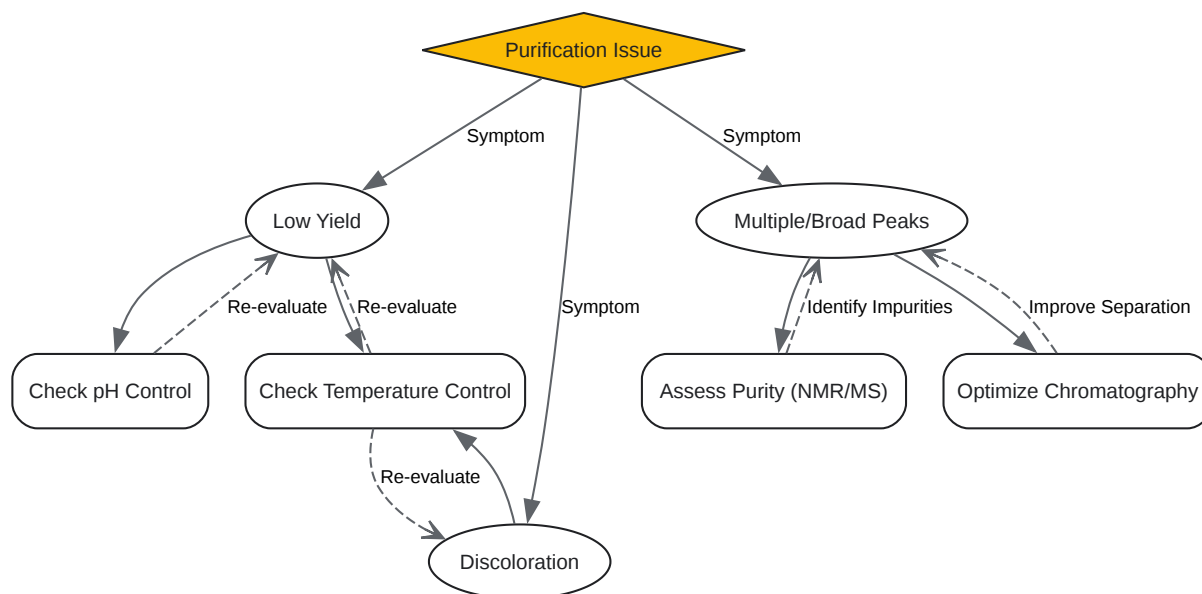 Purification Issue
Symptom
Symptom
Low Yield
Multiple/Broad Peaks
Re-evaluate
Re-evaluate
Symptom
Identify Impurities
Improve Separation
Check pH Control
Check Temperature Control
Assess Purity (NMR/MS)
Optimize Chromatography
Re-evaluate
Discoloration